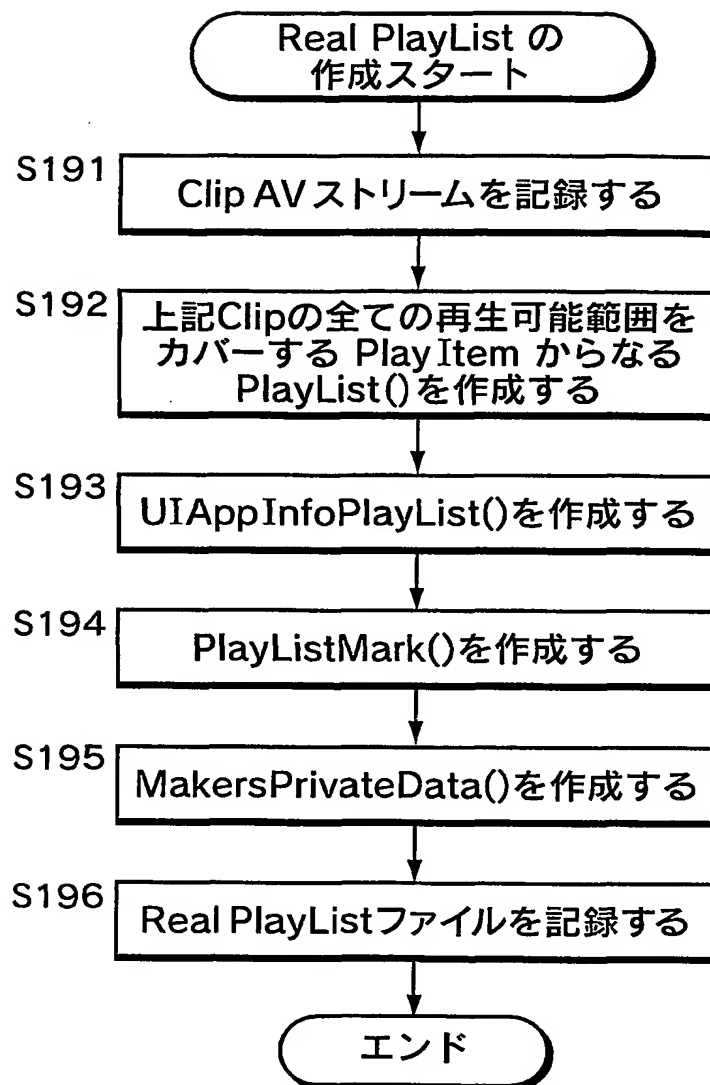 Real PlayList の
作成スタート
S191
Clip AVストリームを記録する
S192
上記Clipの全ての再生可能範囲を
カバーする PlayItem からなる
PlayList()を作成する
S193
UIAppInfoPlayList()を作成する
S194
PlayListMark()を作成する
S195
MakersPrivateData()を作成する
S196
Real PlayListファイルを記録する
エンド